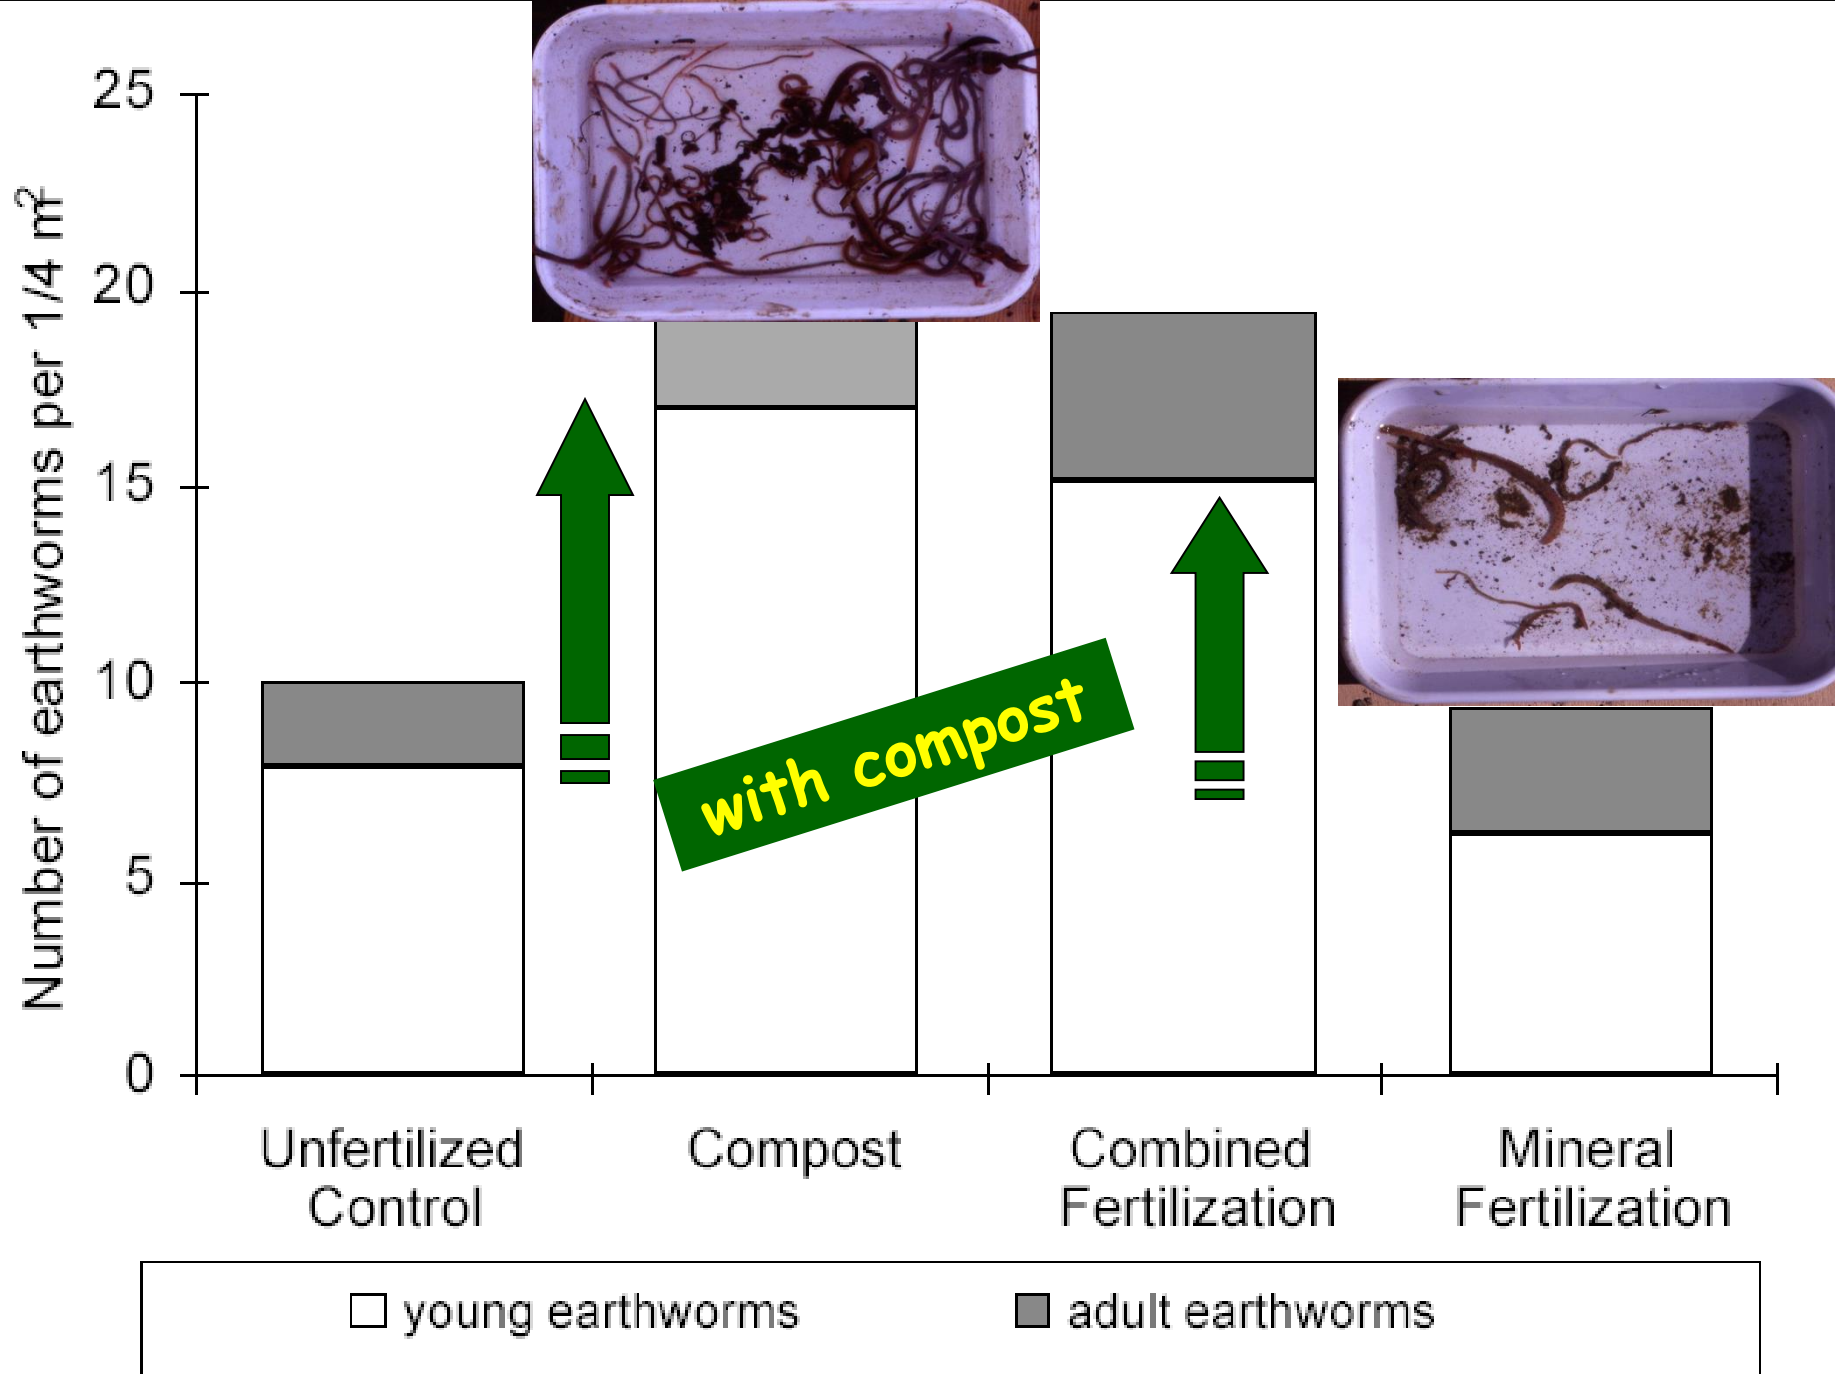 Number of earthworms per 1/4 m²
25
20
15
10
5
0
with compost
Unfertilized
Control
Compost
Combined
Fertilization
Mineral
Fertilization
young earthworms
adult earthworms